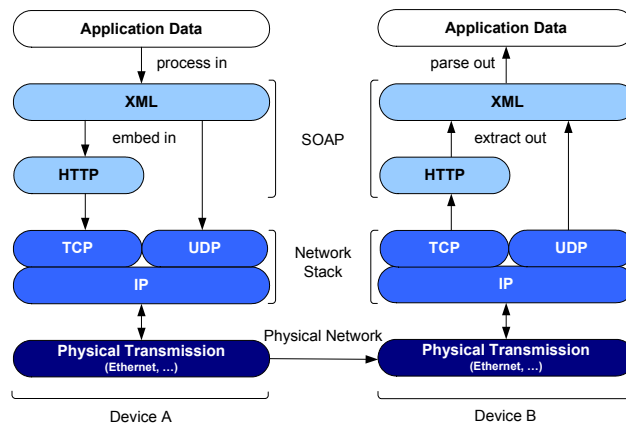 Application Data
process in
XML
embed in
HTTP
TCP
UDP
IP
Physical Transmission
(Ethernet, ...)
Device A
SOAP
Network
Stack
Physical Network
Application Data
parse out
XML
extract out
HTTP
TCP
UDP
IP
Physical Transmission
(Ethernet, ...)
Device B